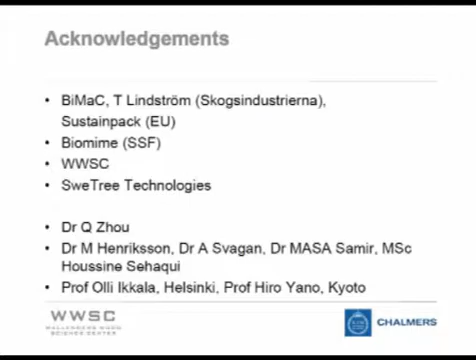 Acknowledgements
• BiMaC, T Lindström (Skogsindustrierna),
Sustainpack (EU)
• Biomime (SSF)
• WWSC
• SweTree Technologies
• Dr Q Zhou
• Dr M Henriksson, Dr A Svagan, Dr MASA Samir, MSc
Houssine Sehaqui
• Prof Olli Ikkala, Helsinki, Prof Hiro Yano, Kyoto
WWSC
WALLENBERG WOOD
SCIENCE CENTER
CHALMERS